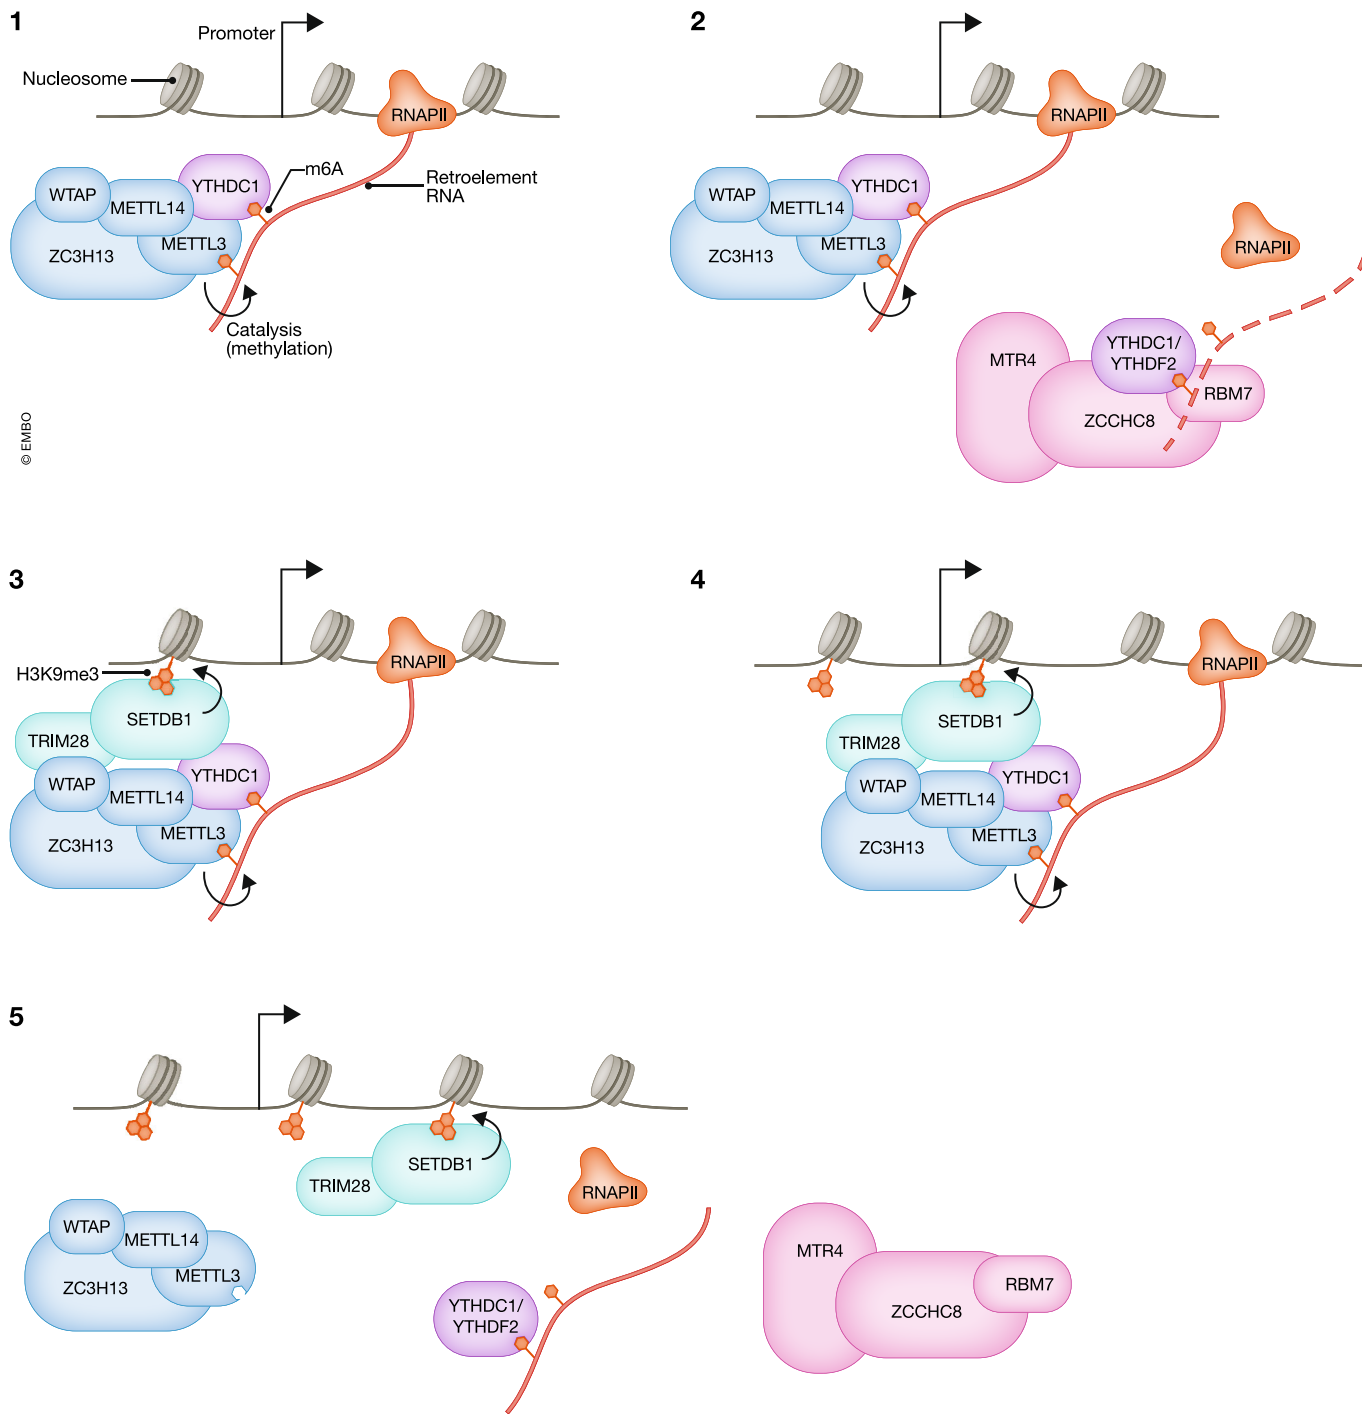 1
Promoter
Nucleosome
RNAPII
m6A
Retroelement
RNA
YTHDC1
WTAP
METTL14
METTL3
ZC3H13
Catalysis
(methylation)
© EMBO
2
RNAPII
YTHDC1
WTAP
METTL14
METTL3
ZC3H13
RNAPII
YTHDC1/
YTHDF2
MTR4
RBM7
ZCCHC8
3
RNAPII
H3K9me3
SETDB1
TRIM28
YTHDC1
WTAP
METTL14
METTL3
ZC3H13
4
RNAPII
SETDB1
TRIM28
YTHDC1
WTAP
METTL14
METTL3
ZC3H13
5
SETDB1
TRIM28
RNAPII
WTAP
METTL14
METTL3
ZC3H13
YTHDC1/
YTHDF2
MTR4
RBM7
ZCCHC8